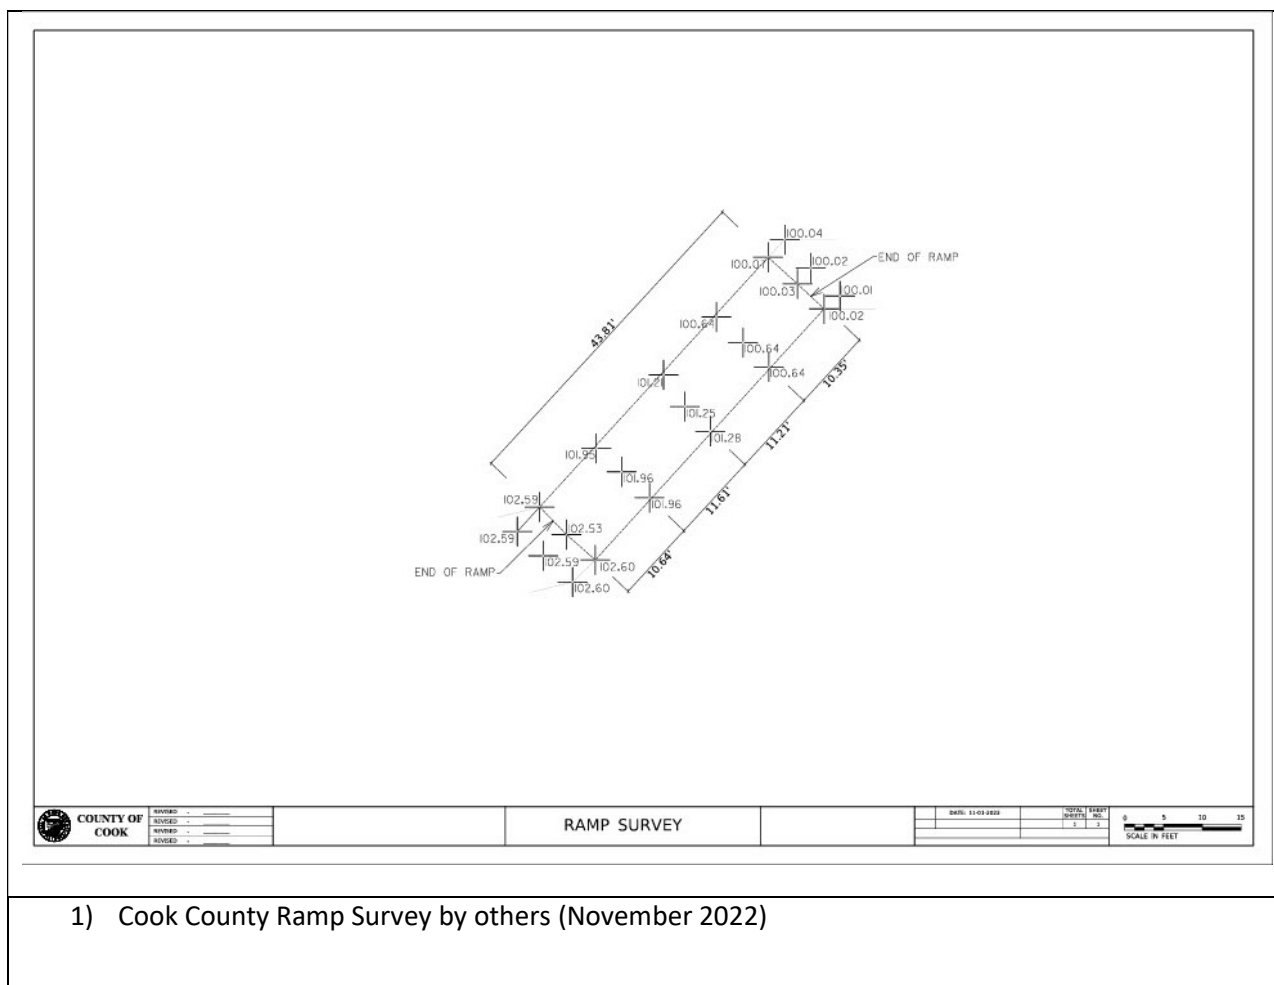 100.04
END OF RAMP
100.07
100.02
100.03
100.01
100.02
100.64
43.81'
100.64
100.64
10.35'
101.21
101.25
101.28
11.21'
101.95
101.96
101.96
11.61'
102.59
102.53
102.59
102.59
102.60
10.64'
END OF RAMP
102.60
COUNTY OF
COOK
REVISED -
REVISED -
REVISED -
REVISED -
RAMP SURVEY
DATE: 11-03-2022
TOTAL SHEETS
SHEET NO.
1 1
0 5 10 15
SCALE IN FEET
1) Cook County Ramp Survey by others (November 2022)